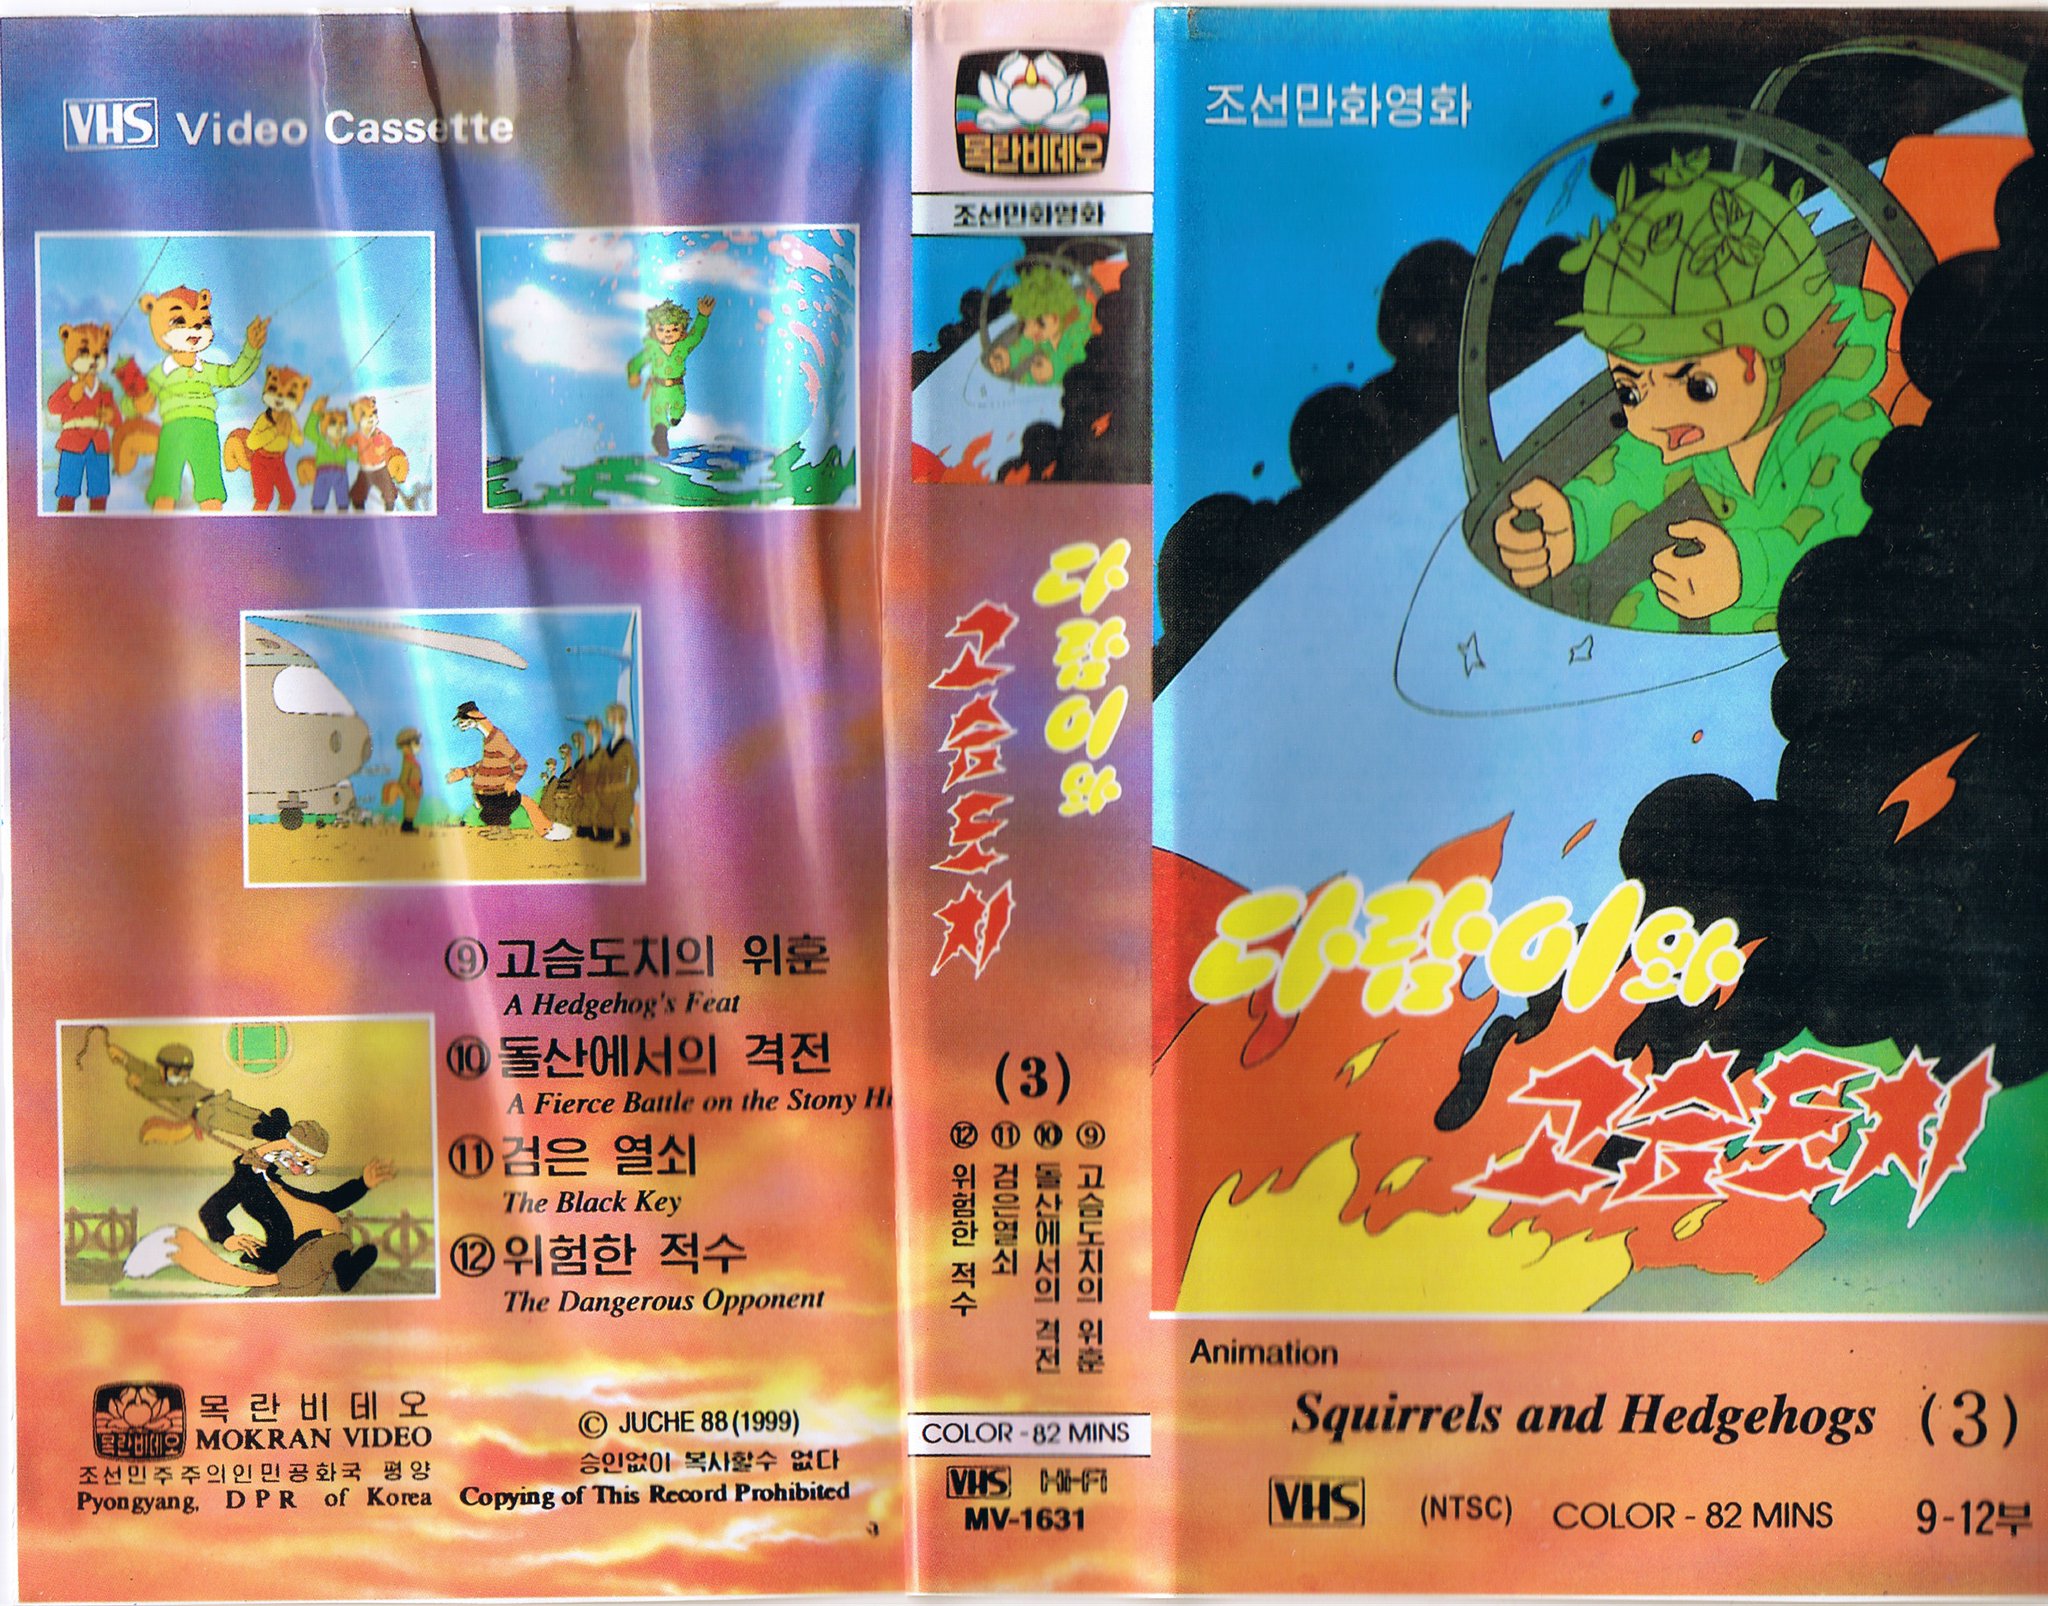 VHS Video Cassette
⑨ 고슴도치의 위훈
A Hedgehog's Feat
⑩ 돌산에서의 격전
A Fierce Battle on the Stony Hi
⑪ 검은 열쇠
The Black Key
⑫ 위험한 적수
The Dangerous Opponent
목란비데오
목란비데오
MOKRAN VIDEO
조선민주주의인민공화국 평양
Pyongyang, DPR of Korea
© JUCHE 88 (1999)
승인없이 복사할수 없다
Copying of This Record Prohibited
목란비데오
조선만화영화
다람이와
고슴도치
(3)
⑨ 고슴도치의 위훈
⑩ 돌산에서의 격전
⑪ 검은열쇠
⑫ 위험한 적수
COLOR - 82 MINS
VHS Hi-Fi
MV-1631
조선만화영화
다람이와
고슴도치
Animation
Squirrels and Hedgehogs (3)
VHS (NTSC) COLOR - 82 MINS 9-12부